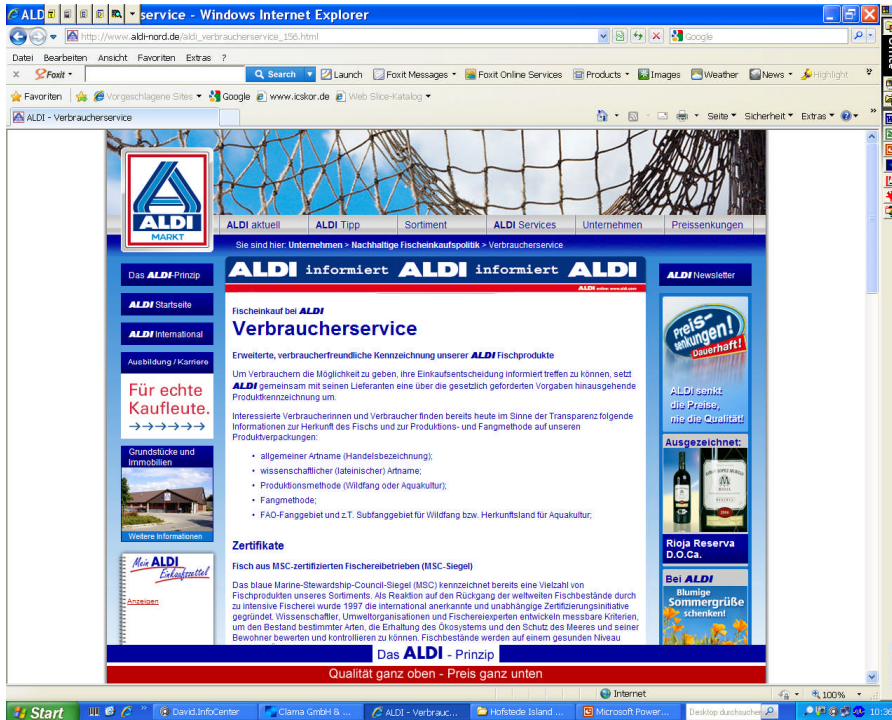 ALD
service - Windows Internet Explorer
http://www.aldi-nord.de/aldi_verbraucherservice_156.html
Google
Datei Bearbeiten Ansicht Favoriten Extras ?
x Foxit Search Launch Foxit Messages Foxit Online Services Products Images Weather News Highlight
Favoriten Vorgeschlagene Sites Google www.icskor.de Web Slice-Katalog
ALDI - Verbraucherservice
Seite Sicherheit Extras
ALDI
MARKT
ALDI aktuell ALDI Tipp Sortiment ALDI Services Unternehmen Preissenkungen
Sie sind hier: Unternehmen > Nachhaltige Fischeinkaufspolitik > Verbraucherservice
Das ALDI-Prinzip
ALDI Startseite
ALDI International
Ausbildung / Karriere
Für echte
Kaufleute.
Grundstücke und
Immobilien
Weitere Informationen
Mein ALDI
Einkaufszettel
Anzeigen
ALDI informiert ALDI informiert ALDI
Fischeinkauf bei ALDI
Verbraucherservice
Erweiterte, verbraucherfreundliche Kennzeichnung unserer ALDI Fischprodukte
Um Verbrauchern die Möglichkeit zu geben, ihre Einkaufsentscheidung informiert treffen zu können, setzt
ALDI gemeinsam mit seinen Lieferanten eine über die gesetzlich geforderten Vorgaben hinausgehende
Produktkennzeichnung um.
Interessierte Verbraucherinnen und Verbraucher finden bereits heute im Sinne der Transparenz folgende
Informationen zur Herkunft des Fischs und zur Produktions- und Fangmethode auf unseren
Produktverpackungen:
• allgemeiner Artname (Handelsbezeichnung);
• wissenschaftlicher (lateinischer) Artname;
• Produktionsmethode (Wildfang oder Aquakultur);
• Fangmethode;
• FAO-Fanggebiet und z.T. Subfanggebiet für Wildfang bzw. Herkunftsland für Aquakultur;
Zertifikate
Fisch aus MSC-zertifizierten Fischereibetrieben (MSC-Siegel)
Das blaue Marine-Stewardship-Council-Siegel (MSC) kennzeichnet bereits eine Vielzahl von
Fischprodukten unseres Sortiments. Als Reaktion auf den Rückgang der weltweiten Fischbestände durch
zu intensive Fischerei wurde 1997 die international anerkannte und unabhängige Zertifizierungsinitiative
gegründet. Wissenschaftler, Umweltorganisationen und Fischereiexperten entwickeln messbare Kriterien,
um den Bestand bestimmter Arten, die Erhaltung des Ökosystems und den Schutz des Meeres und seiner
Bewohner bewerten und kontrollieren zu können. Fischbestände werden auf einem gesunden Niveau
ALDI Newsletter
Preis-
senkungen!
Dauerhaft!
ALDI senkt
die Preise,
nie die Qualität!
Ausgezeichnet:
Rioja Reserva
D.O.Ca.
Bei ALDI
Blumige
Sommergrüße
schenken!
Das ALDI - Prinzip
Qualität ganz oben - Preis ganz unten
Internet 100%
Start David.InfoCenter Clama GmbH & ... ALDI - Verbrauc... Hofstede Island ... Microsoft Power... Desktop durchsuchen